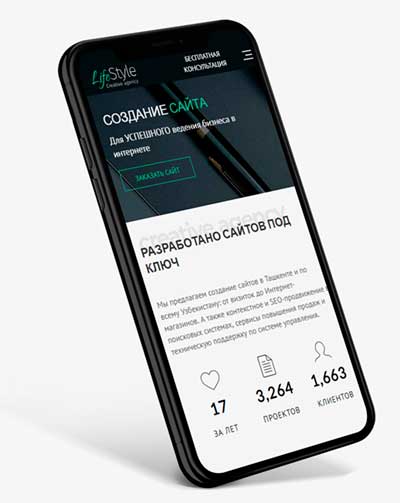 LifeStyle
Creative agency
БЕСПЛАТНАЯ
КОНСУЛЬТАЦИЯ
СОЗДАНИЕ САЙТА
Для УСПЕШНОГО ведения бизнеса в
интернете
ЗАКАЗАТЬ САЙТ
creative agency
РАЗРАБОТАНО САЙТОВ ПОД
КЛЮЧ
Мы предлагаем создание сайтов в Ташкенте и по
всему Узбекистану: от визиток до Интернет-
магазинов. А также контекстное и SEO-продвижение в
поисковых системах, сервисы повышения продаж и
техническую поддержку по системе управления.
17 3,264 1,663
ЗА ЛЕТ ПРОЕКТОВ КЛИЕНТОВ